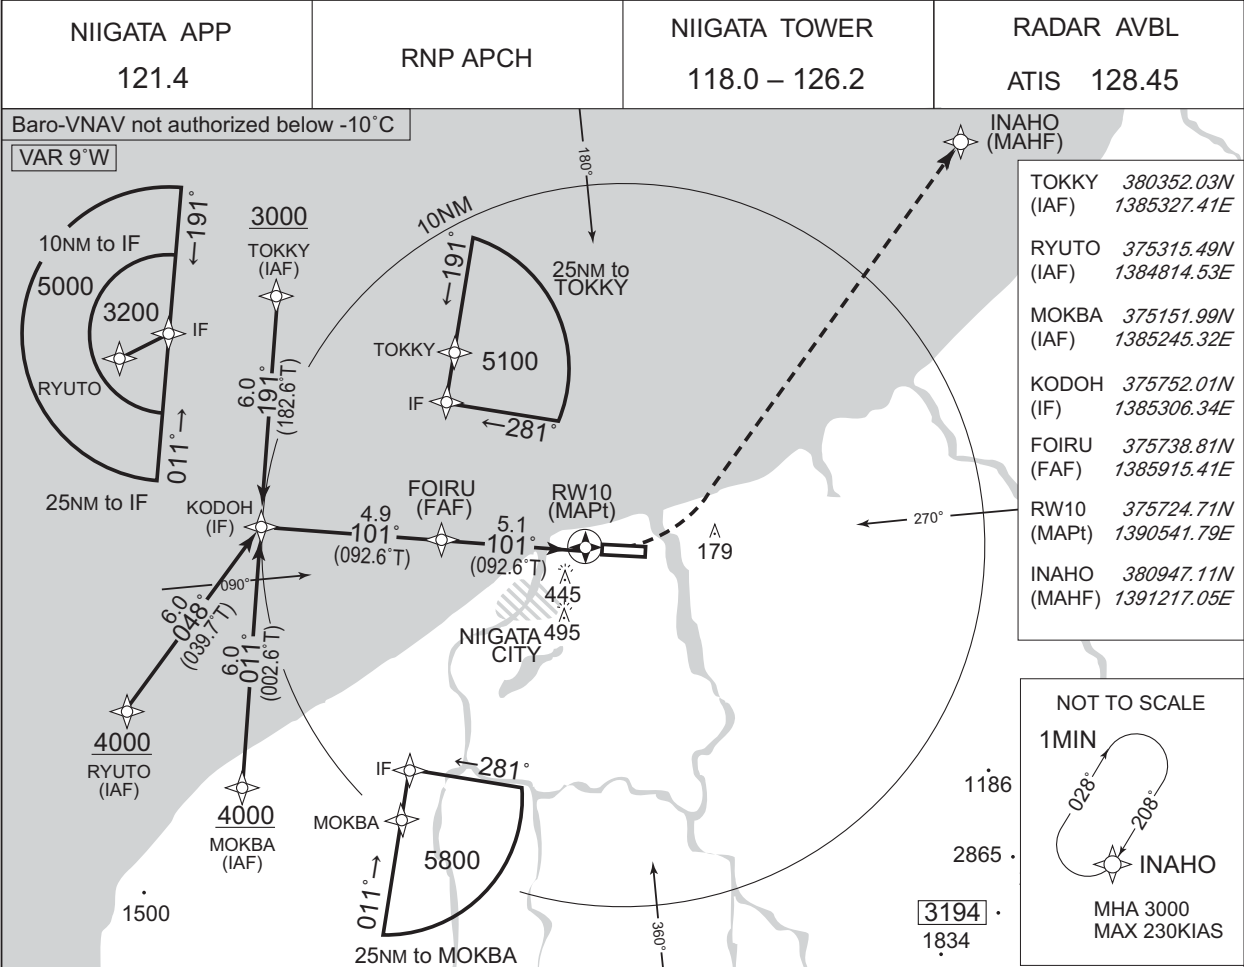 NIIGATA APP
121.4
RNP APCH
NIIGATA TOWER
118.0 – 126.2
RADAR AVBL
ATIS 128.45
Baro-VNAV not authorized below -10˚C
VAR 9˚W
INAHO
(MAHF)
180˚
10NM
←191˚
10NM to IF
5000
3200
IF
RYUTO
011˚→
25NM to IF
3000
TOKKY
(IAF)
6.0
191˚
(182.6˚T)
←191˚
25NM to
TOKKY
TOKKY
5100
IF
←281˚
TOKKY 380352.03N
(IAF) 1385327.41E
RYUTO 375315.49N
(IAF) 1384814.53E
MOKBA 375151.99N
(IAF) 1385245.32E
KODOH 375752.01N
(IF) 1385306.34E
FOIRU 375738.81N
(FAF) 1385915.41E
RW10 375724.71N
(MAPt) 1390541.79E
INAHO 380947.11N
(MAHF) 1391217.05E
KODOH
(IF)
4.9
101˚
(092.6˚T)
FOIRU
(FAF)
5.1
101˚
(092.6˚T)
RW10
(MAPt)
179
270˚
445
495
NIIGATA
CITY
090˚
6.0
048˚
(039.7˚T)
6.0
011˚
(002.6˚T)
4000
RYUTO
(IAF)
4000
MOKBA
(IAF)
1500
IF
←281˚
MOKBA
5800
011˚→
25NM to MOKBA
360˚
1186
2865
3194
1834
NOT TO SCALE
1MIN
028˚
208˚
INAHO
MHA 3000
MAX 230KIAS